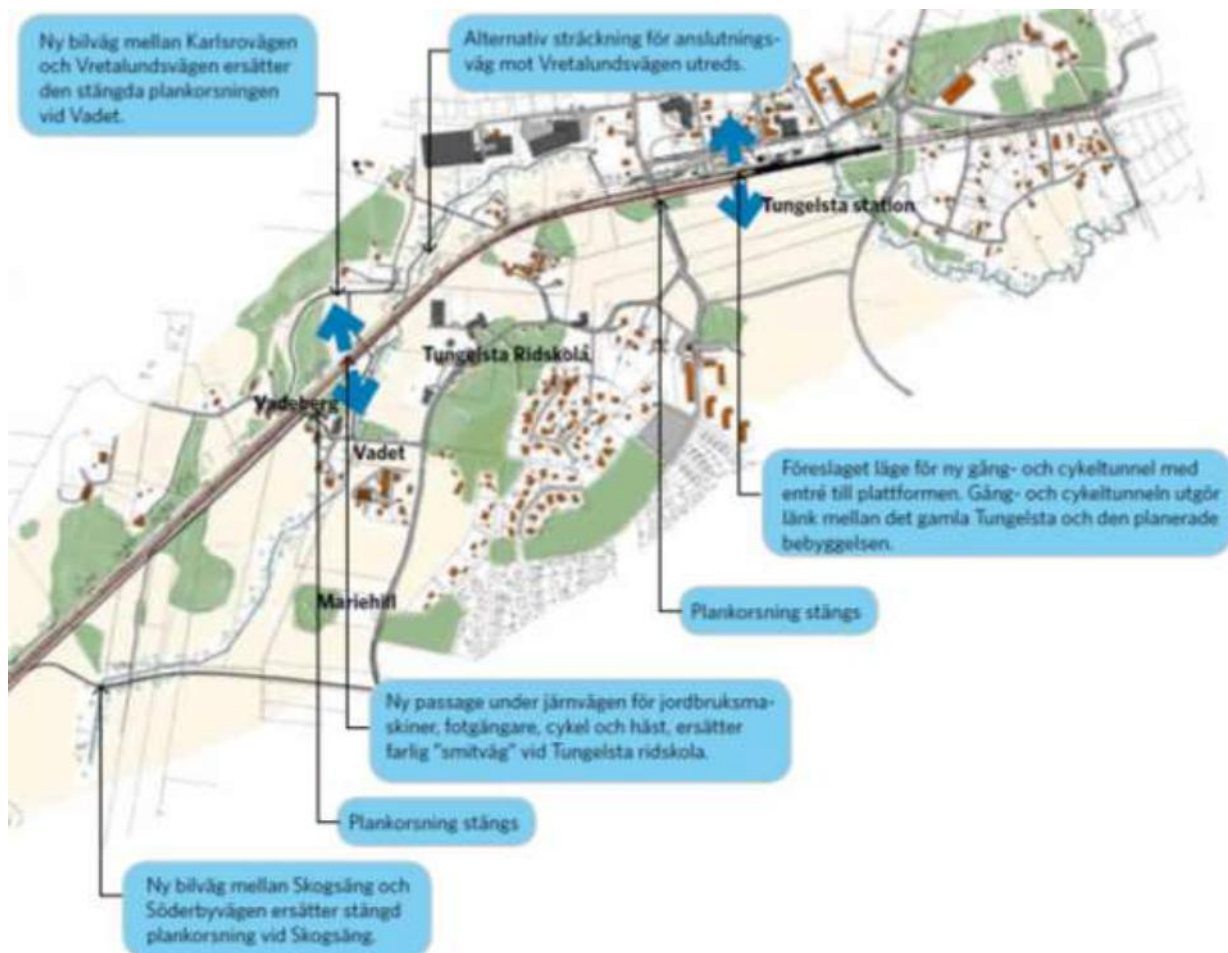 Ny bilväg mellan Karlsrovägen
och Vretalundsvägen ersätter
den stängda plankorsningen
vid Vadet.
Alternativ sträckning för anslutnings-
väg mot Vretalundsvägen utreds.
Tungelsta station
Tungelsta Ridskola
Vadeberg
Vadet
Föreslaget läge för ny gång- och cykeltunnel med
entré till plattformen. Gång- och cykeltunneln utgör
länk mellan det gamla Tungelsta och den planerade
bebyggelsen.
Mariehill
Plankorsning stängs
Ny passage under järnvägen för jordbruksma-
skiner, fotgängare, cykel och häst, ersätter
farlig "smitväg" vid Tungelsta ridskola.
Plankorsning stängs
Ny bilväg mellan Skogsäng och
Söderbyvägen ersätter stängd
plankorsning vid Skogsäng.